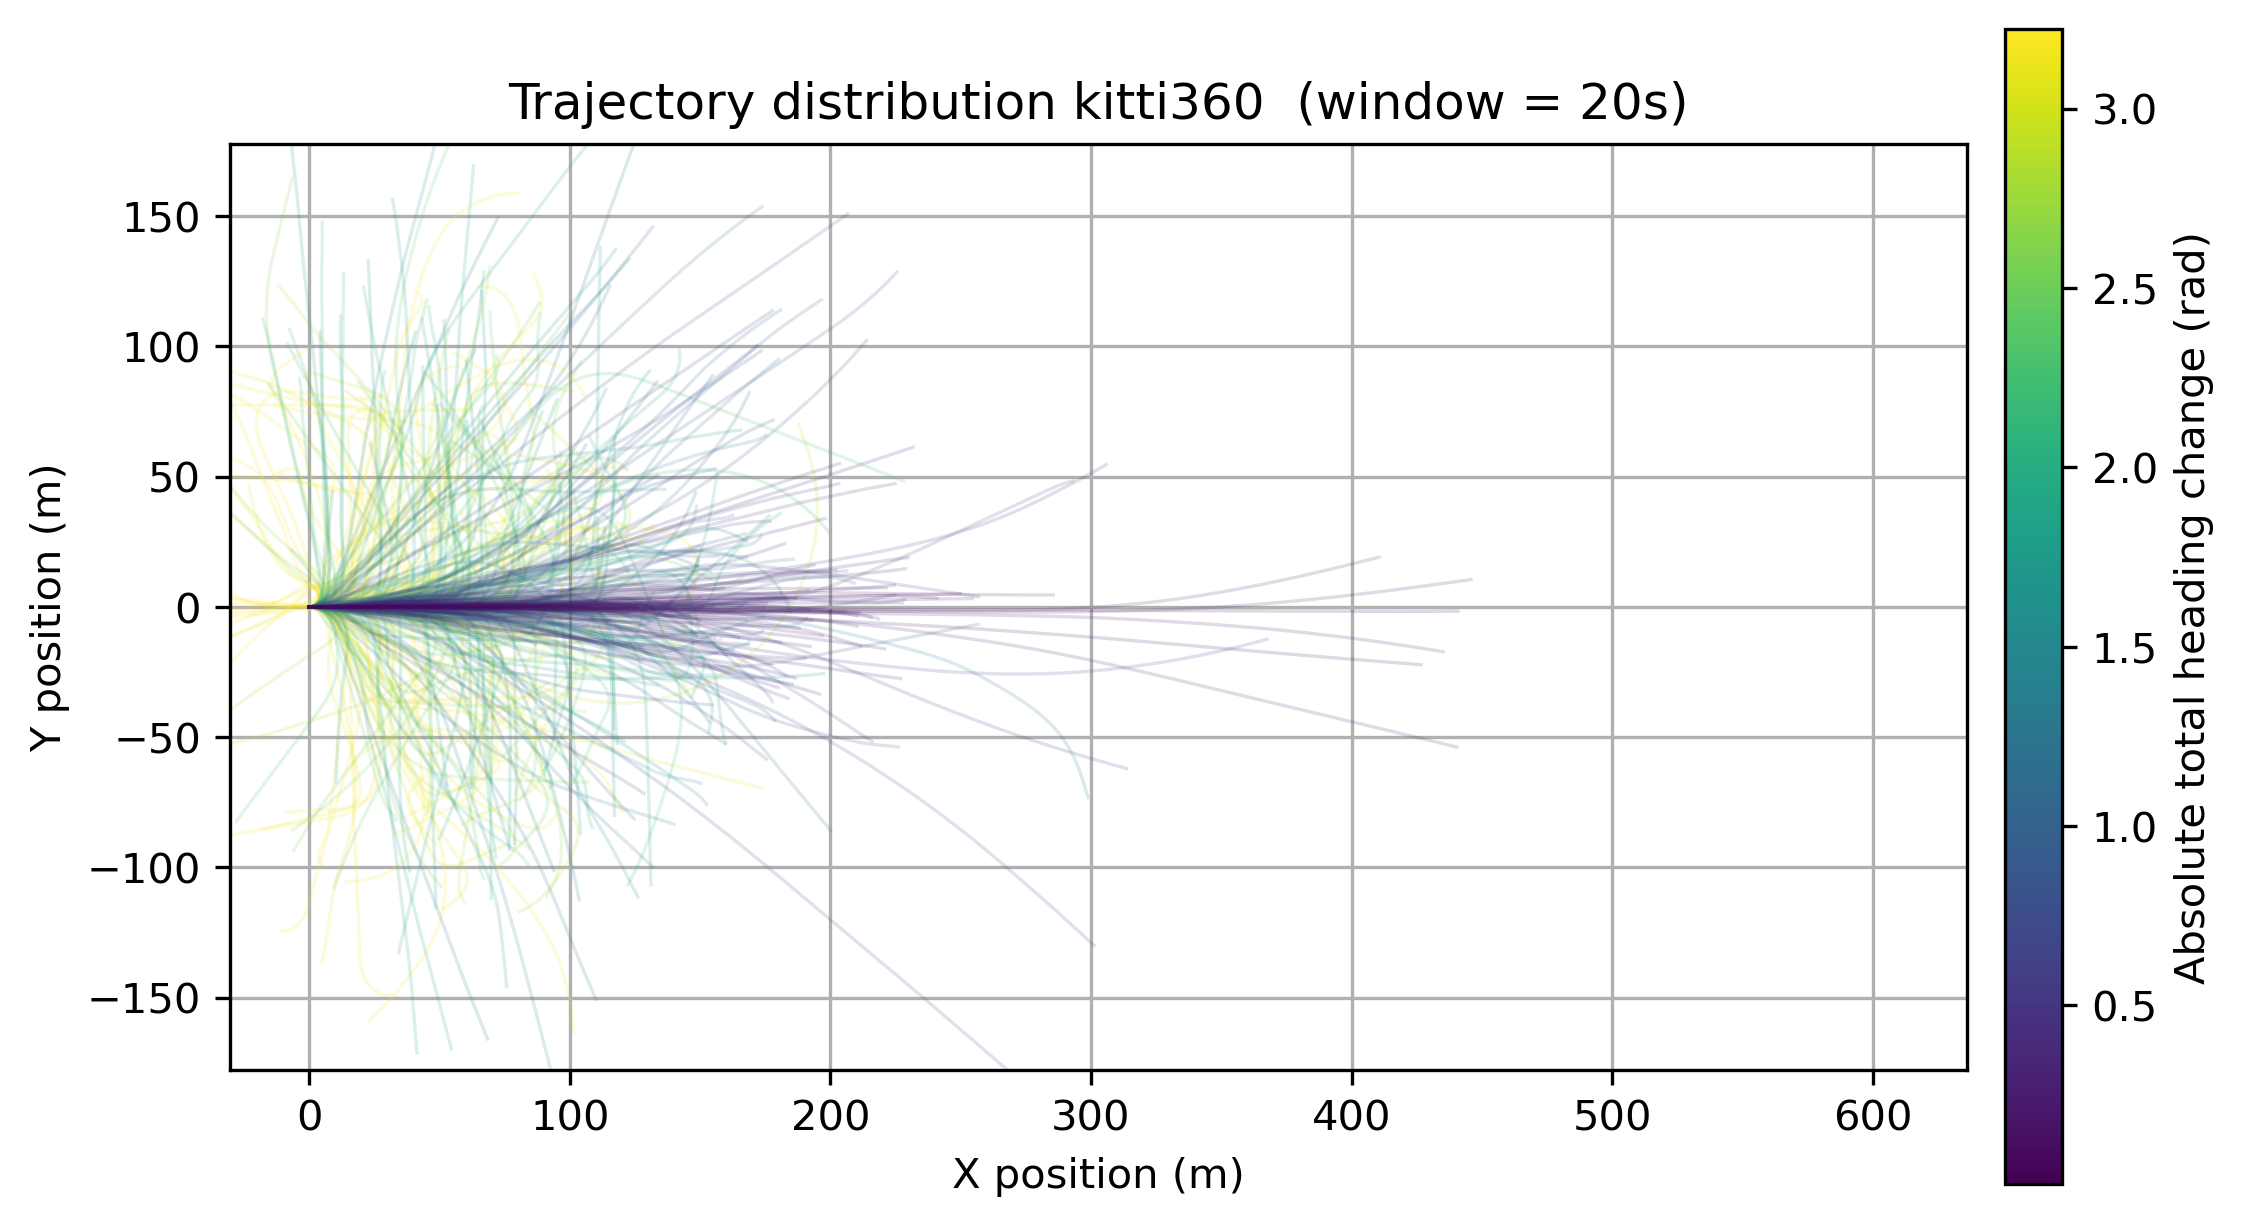 Trajectory distribution kitti360  (window = 20s)
150
100
50
0
−50
−100
−150
Y position (m)
0 100 200 300 400 500 600
X position (m)
3.0
2.5
2.0
1.5
1.0
0.5
Absolute total heading change (rad)